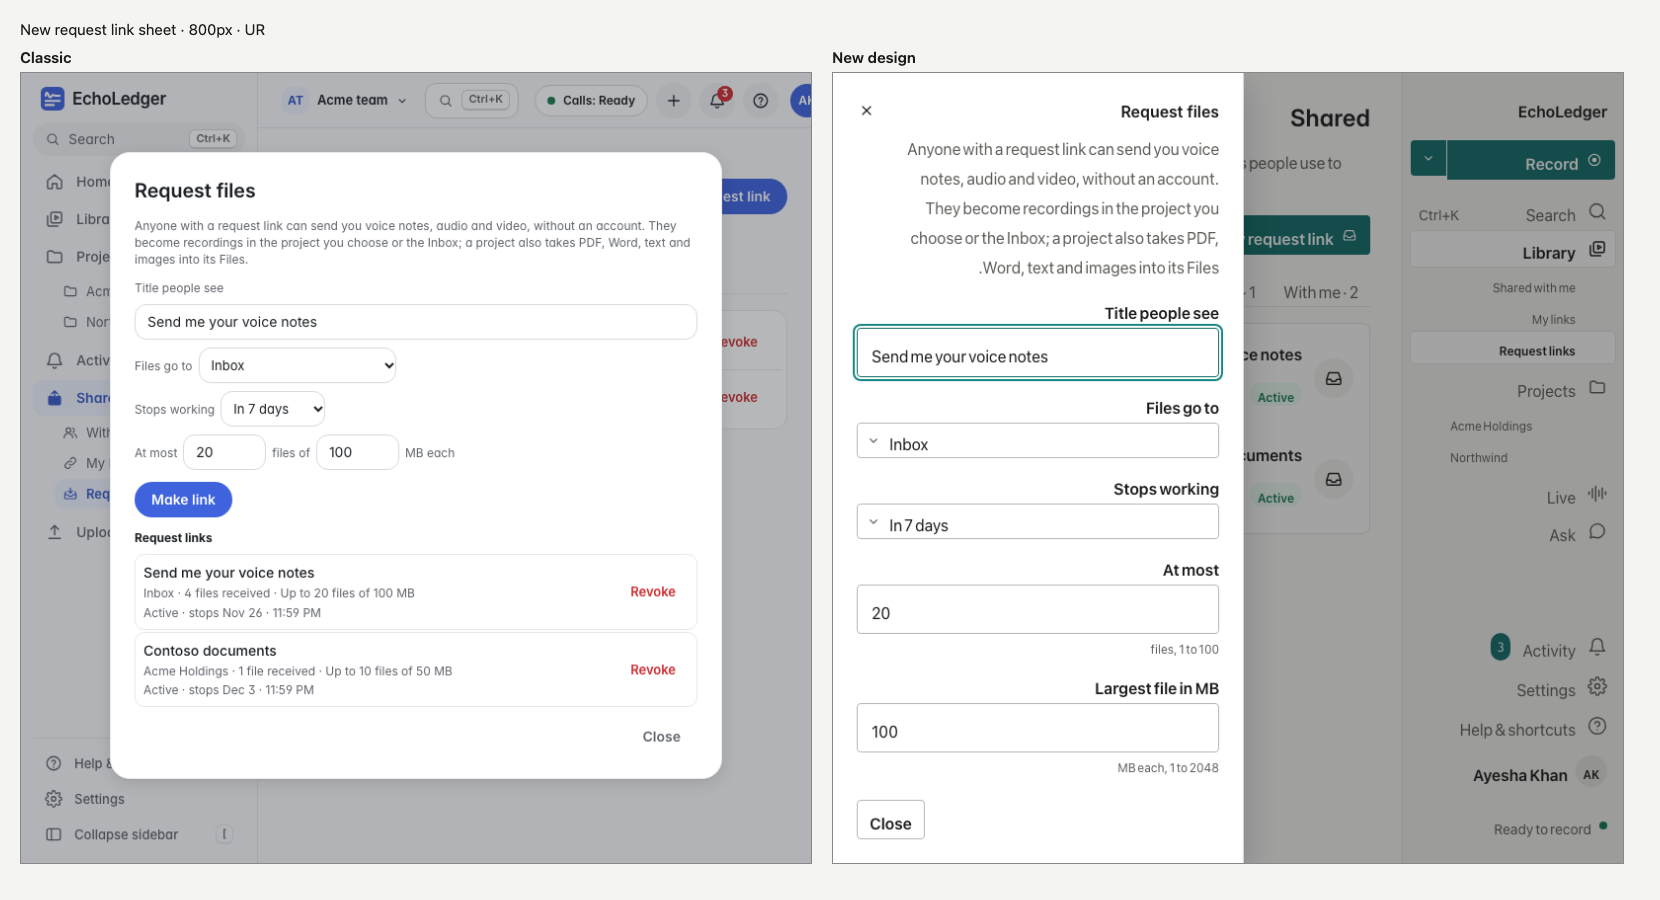 New request link sheet · 800px · UR
Classic
EchoLedger
AT Acme team
Ctrl+K
Calls: Ready
3
Search Ctrl+K
Request files
Anyone with a request link can send you voice notes, audio and video, without an account. They
become recordings in the project you choose or the Inbox; a project also takes PDF, Word, text and
images into its Files.
Title people see
Send me your voice notes
Files go to Inbox
Stops working In 7 days
At most 20 files of 100 MB each
Make link
Request links
Send me your voice notes
Inbox · 4 files received · Up to 20 files of 100 MB
Active · stops Nov 26 · 11:59 PM
Revoke
Contoso documents
Acme Holdings · 1 file received · Up to 10 files of 50 MB
Active · stops Dec 3 · 11:59 PM
Revoke
Close
est link
evoke
evoke
Settings
Collapse sidebar [
New design
Request files
Anyone with a request link can send you voice
notes, audio and video, without an account.
They become recordings in the project you
choose or the Inbox; a project also takes PDF,
.Word, text and images into its Files
Title people see
Send me your voice notes
Files go to
Inbox
Stops working
In 7 days
At most
20
files, 1 to 100
Largest file in MB
100
MB each, 1 to 2048
Close
Shared
people use to
request link
1
With me · 2
ce notes
Active
cuments
Active
EchoLedger
Record
Ctrl+K Search
Library
Shared with me
My links
Request links
Projects
Acme Holdings
Northwind
Live
Ask
3 Activity
Settings
Help & shortcuts
Ayesha Khan AK
Ready to record